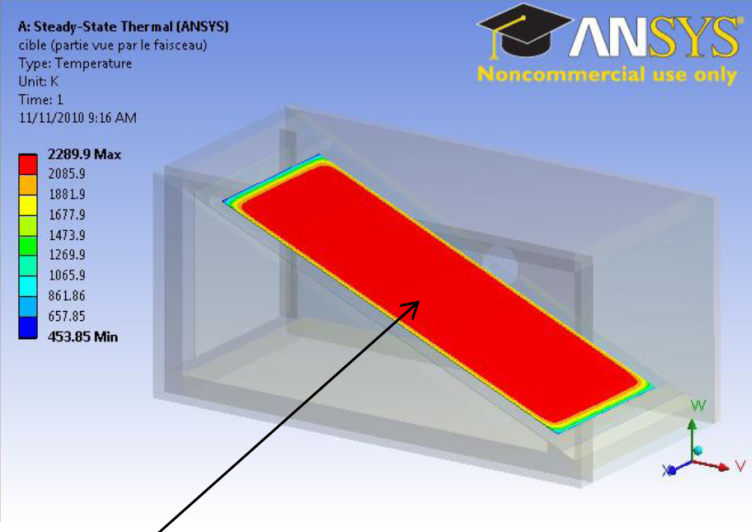 A: Steady-State Thermal (ANSYS)
cible (partie vue par le faisceau)
Type: Temperature
Unit: K
Time: 1
11/11/2010 9:16 AM
2289.9 Max
2085.9
1881.9
1677.9
1473.9
1269.9
1065.9
861.86
657.85
453.85 Min
ANSYS®
Noncommercial use only
W
X
V